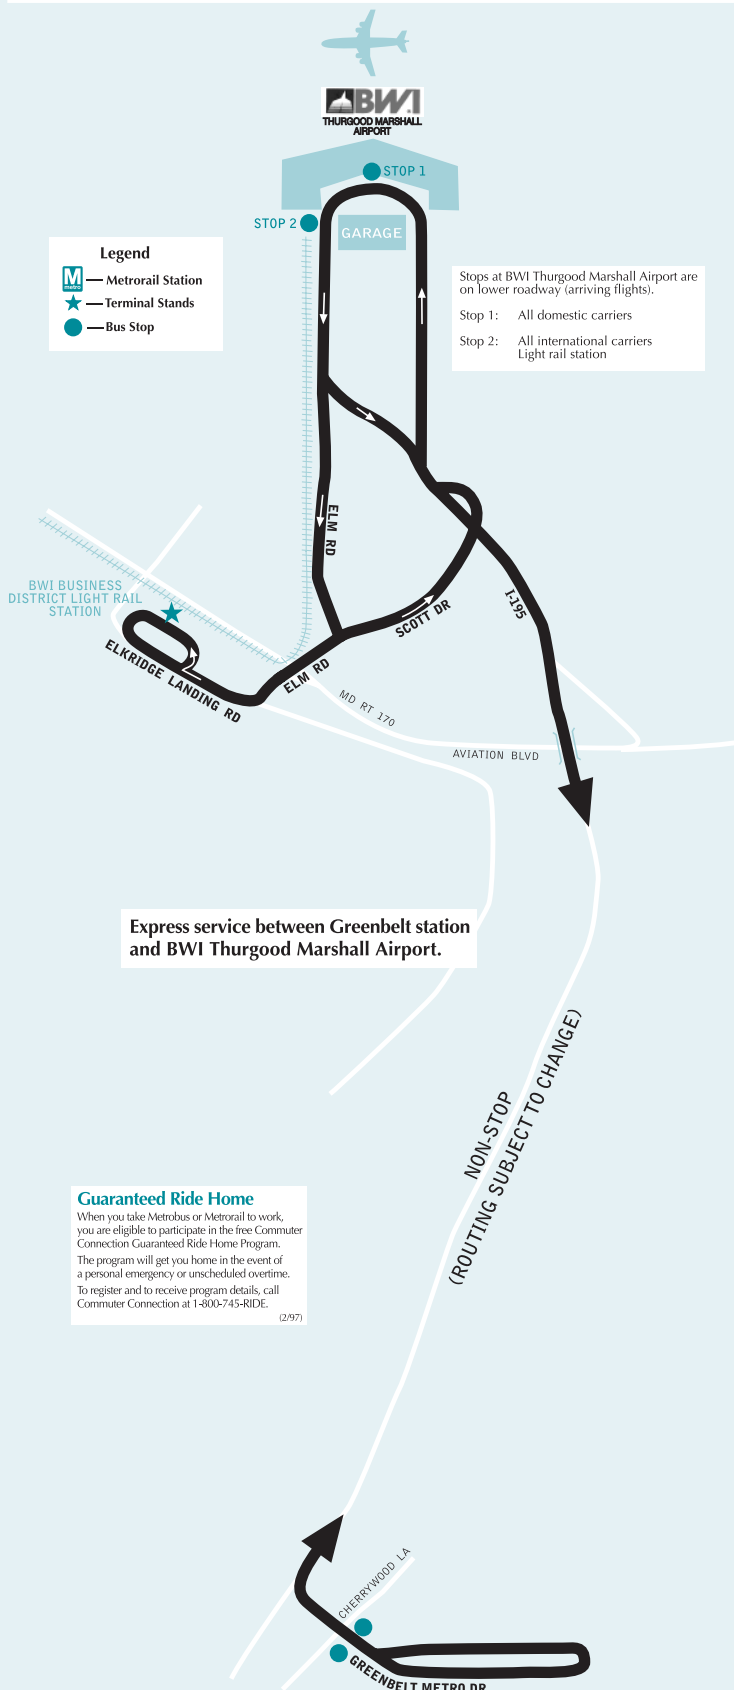 BWI
THURGOOD MARSHALL
AIRPORT
STOP 1
STOP 2
GARAGE
Legend
M
metro
Metrorail Station
Terminal Stands
Bus Stop
Stops at BWI Thurgood Marshall Airport are
on lower roadway (arriving flights).
Stop 1: All domestic carriers
Stop 2: All international carriers
Light rail station
ELM RD
BWI BUSINESS
DISTRICT LIGHT RAIL
STATION
I-195
SCOTT DR
ELKRIDGE LANDING RD
ELM RD
MD RT 170
AVIATION BLVD
Express service between Greenbelt station
and BWI Thurgood Marshall Airport.
NON-STOP
(ROUTING SUBJECT TO CHANGE)
Guaranteed Ride Home
When you take Metrobus or Metrorail to work,
you are eligible to participate in the free Commuter
Connection Guaranteed Ride Home Program.
The program will get you home in the event of
a personal emergency or unscheduled overtime.
To register and to receive program details, call
Commuter Connection at 1-800-745-RIDE.
(2/97)
CHERRYWOOD LA
GREENBELT METRO DR